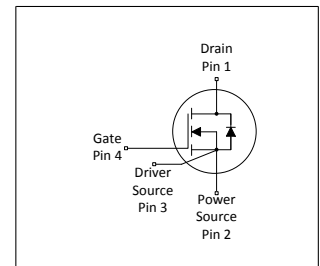 Drain
Pin 1
Gate
Pin 4
Driver
Source
Pin 3
Power
Source
Pin 2